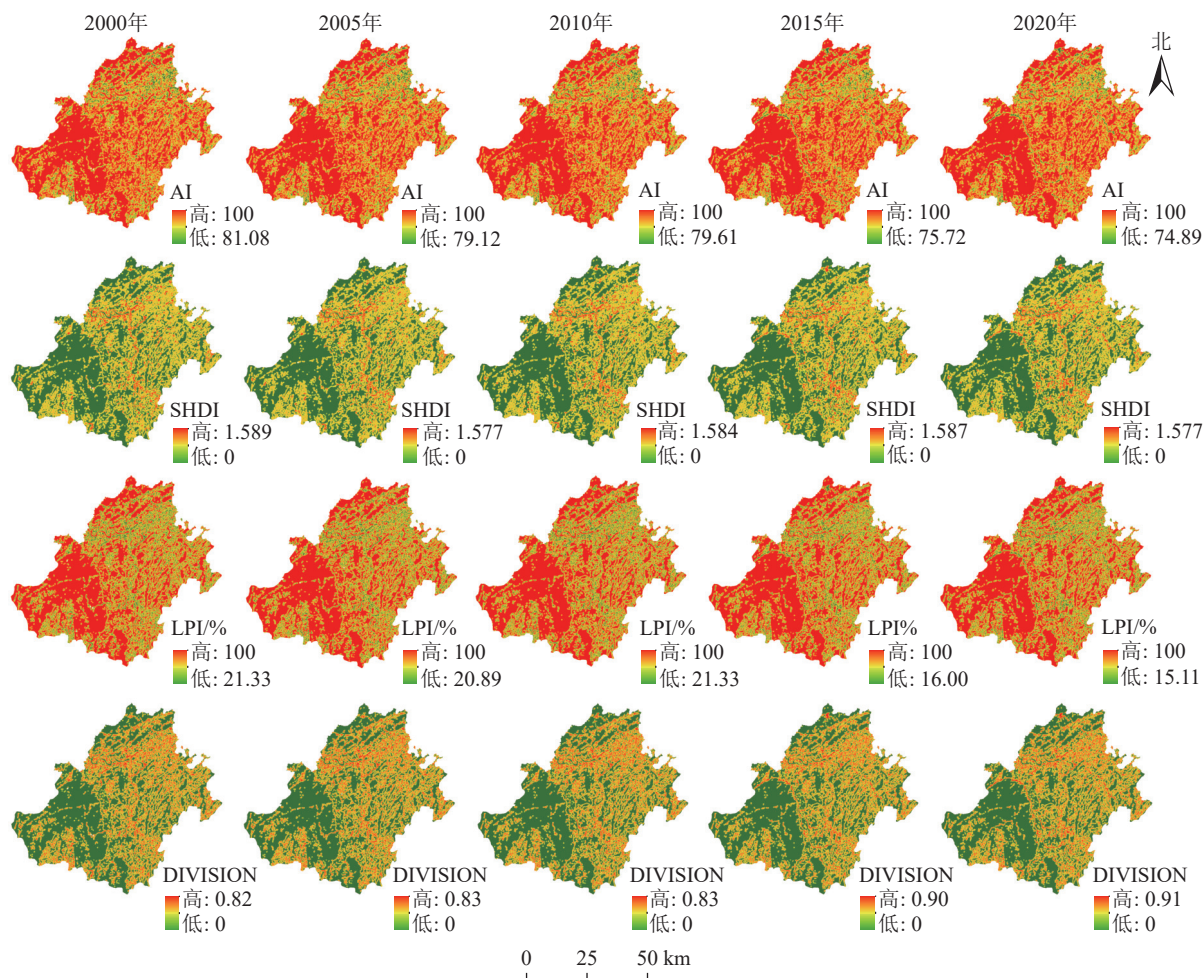 2000年 2005年 2010年 2015年 2020年
北
AI AI AI AI AI
高: 100 高: 100 高: 100 高: 100 高: 100
低: 81.08 低: 79.12 低: 79.61 低: 75.72 低: 74.89
SHDI SHDI SHDI SHDI SHDI
高: 1.589 高: 1.577 高: 1.584 高: 1.587 高: 1.577
低: 0 低: 0 低: 0 低: 0 低: 0
LPI/% LPI/% LPI/% LPI% LPI/%
高: 100 高: 100 高: 100 高: 100 高: 100
低: 21.33 低: 20.89 低: 21.33 低: 16.00 低: 15.11
DIVISION DIVISION DIVISION DIVISION DIVISION
高: 0.82 高: 0.83 高: 0.83 高: 0.90 高: 0.91
低: 0 低: 0 低: 0 低: 0 低: 0
0 25 50 km